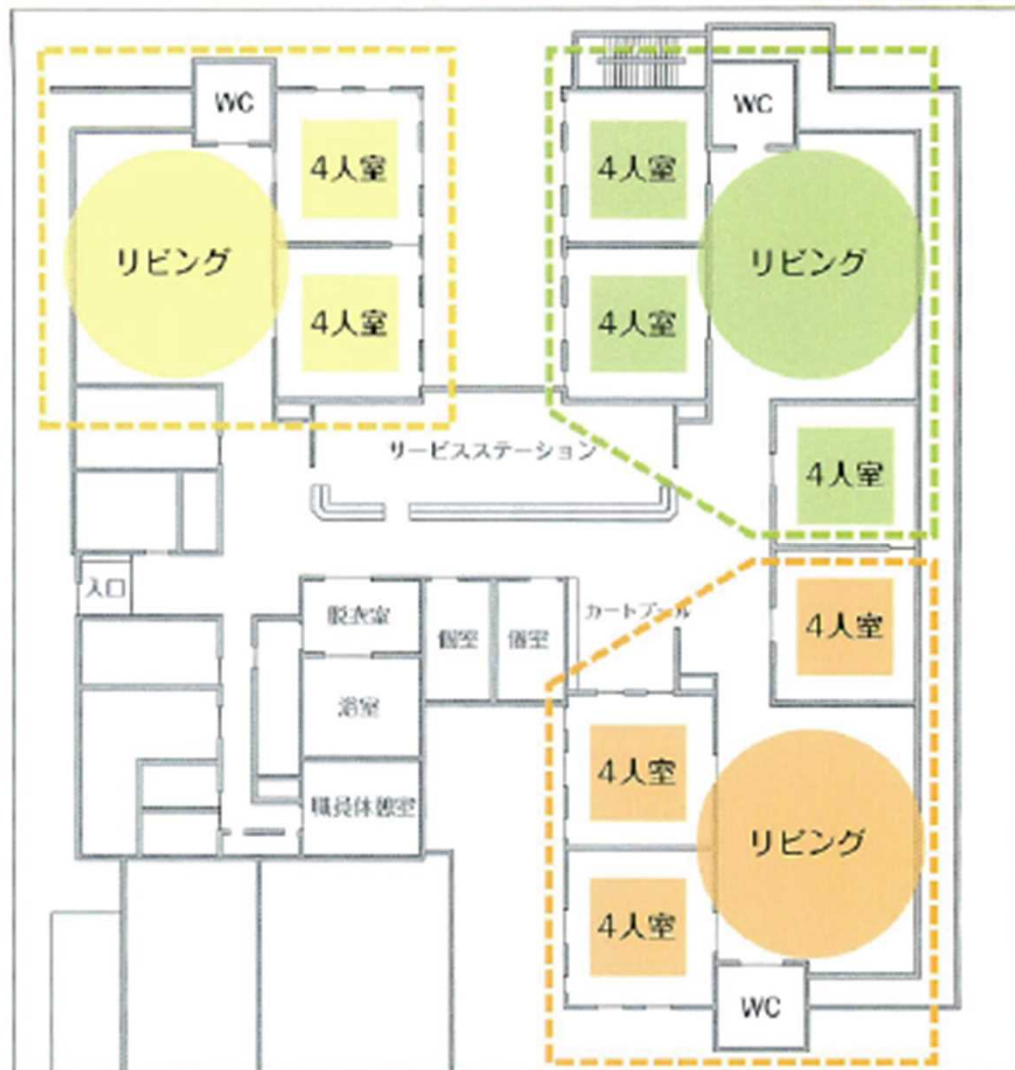 WC
4人室
リビング
4人室
WC
4人室
リビング
4人室
サービスステーション
4人室
入口
脱衣室
個室
個室
カートプール
4人室
浴室
4人室
職員休憩室
リビング
4人室
WC